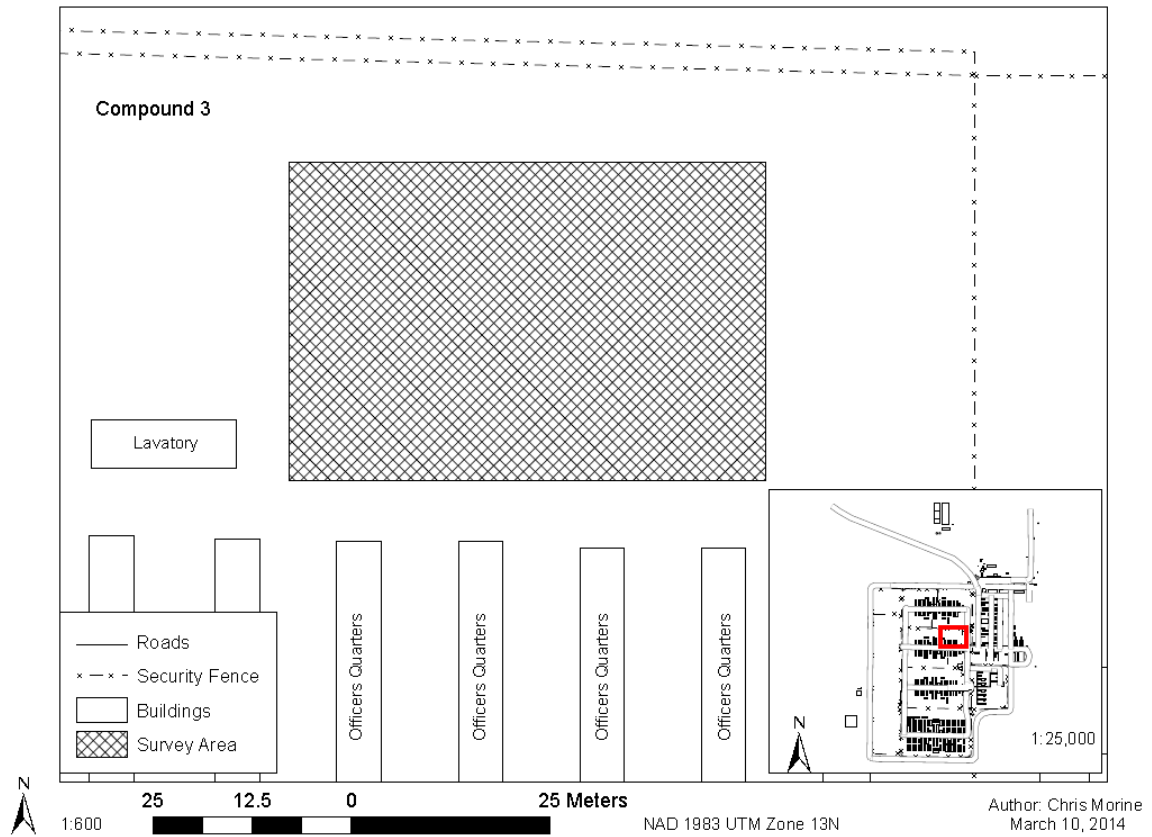 Compound 3
Lavatory
Officers Quarters
Officers Quarters
Officers Quarters
Officers Quarters
Roads
Security Fence
Buildings
Survey Area
N
1:25,000
N
1:600
25 12.5 0 25 Meters
NAD 1983 UTM Zone 13N
Author: Chris Morine
March 10, 2014